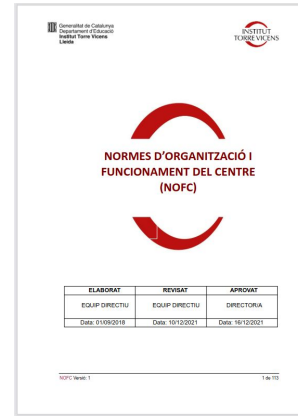 Generalitat de Catalunya
Departament d'Educació
Institut Torre Vicens
Lleida
INSTITUT
TORRE VICENS
NORMES D'ORGANITZACIÓ I
FUNCIONAMENT DEL CENTRE
(NOFC)
ELABORAT REVISAT APROVAT
EQUIP DIRECTIU EQUIP DIRECTIU DIRECTOR/A
Data: 01/09/2018 Data: 10/12/2021 Data: 16/12/2021
NOFC Versió: 1 1 de 113